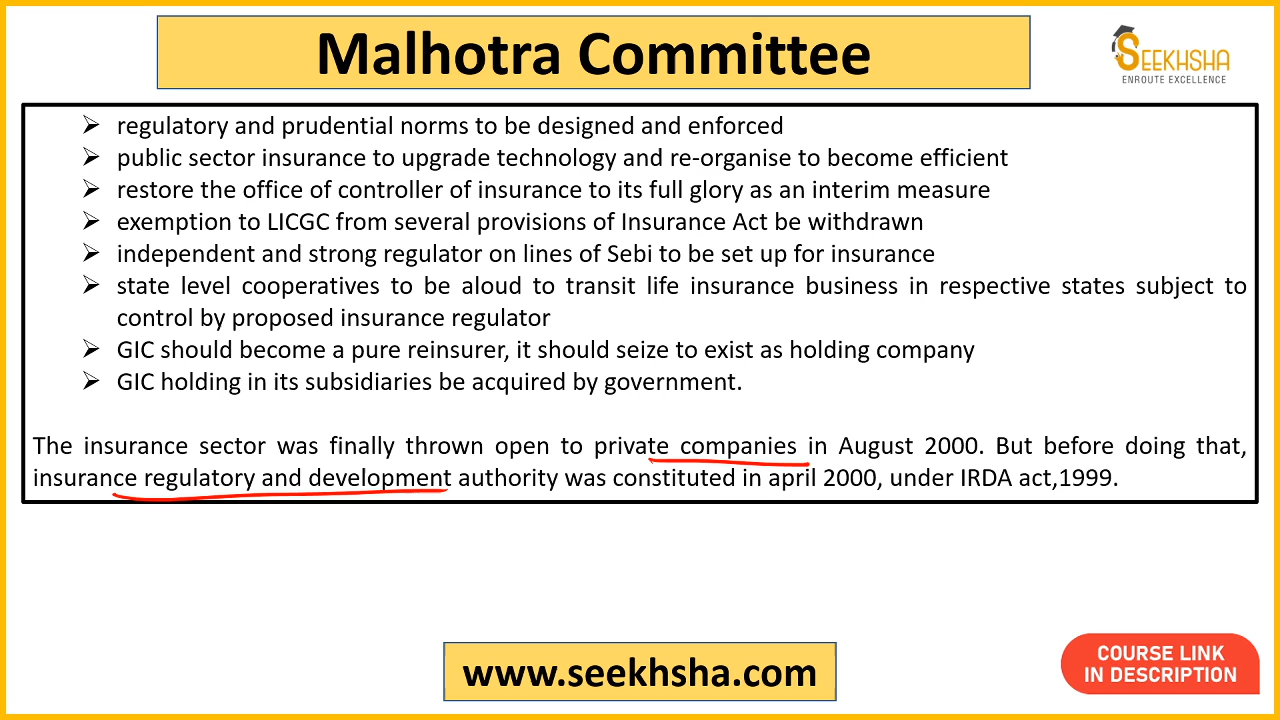 Malhotra Committee
SEEKHSHA
ENROUTE EXCELLENCE
➢ regulatory and prudential norms to be designed and enforced
➢ public sector insurance to upgrade technology and re-organise to become efficient
➢ restore the office of controller of insurance to its full glory as an interim measure
➢ exemption to LICGC from several provisions of Insurance Act be withdrawn
➢ independent and strong regulator on lines of Sebi to be set up for insurance
➢ state level cooperatives to be aloud to transit life insurance business in respective states subject to
control by proposed insurance regulator
➢ GIC should become a pure reinsurer, it should seize to exist as holding company
➢ GIC holding in its subsidiaries be acquired by government.
The insurance sector was finally thrown open to private companies in August 2000. But before doing that,
insurance regulatory and development authority was constituted in april 2000, under IRDA act,1999.
www.seekhsha.com
COURSE LINK
IN DESCRIPTION